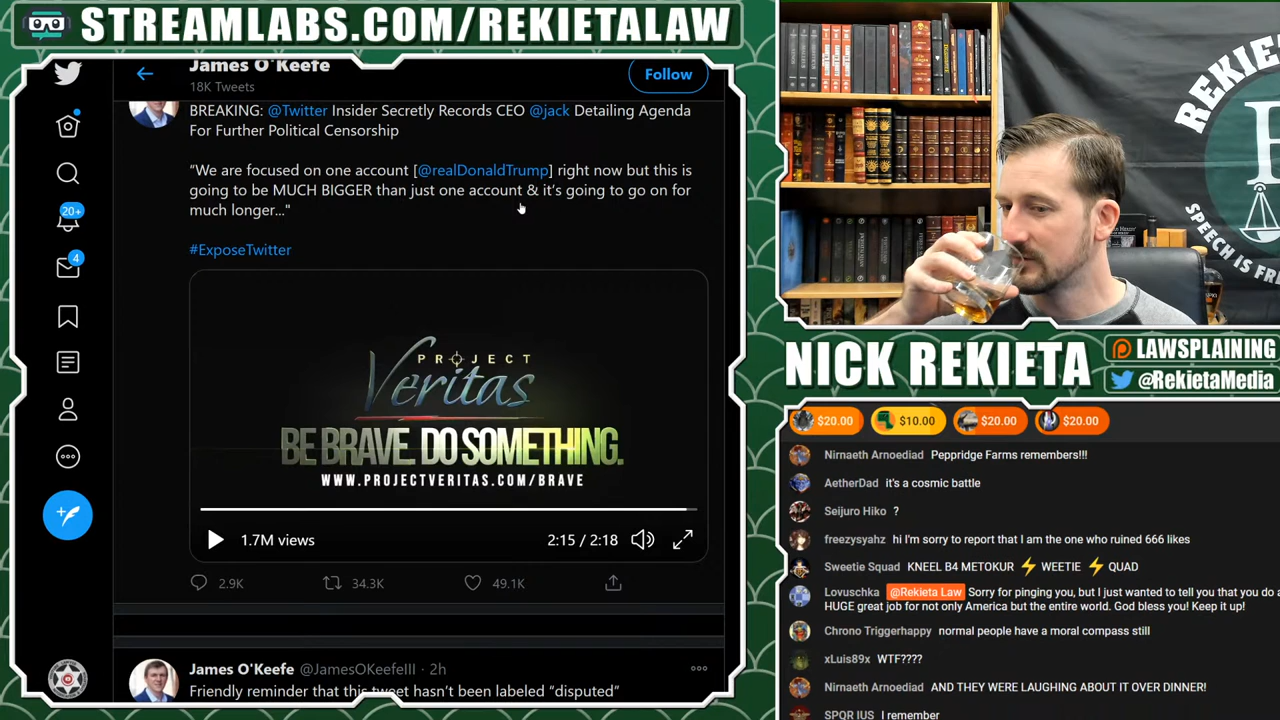 STREAMLABS.COM/REKIETALAW
James O'Keefe
18K Tweets
Follow
BREAKING: @Twitter Insider Secretly Records CEO @jack Detailing Agenda
For Further Political Censorship
“We are focused on one account [@realDonaldTrump] right now but this is
going to be MUCH BIGGER than just one account & it’s going to go on for
much longer..."
#ExposeTwitter
20+
4
PROJECT
Veritas
BE BRAVE. DO SOMETHING.
WWW.PROJECTVERITAS.COM/BRAVE
1.7M views
2:15 / 2:18
2.9K
34.3K
49.1K
James O'Keefe @JamesOKeefeIII · 2h
Friendly reminder that this tweet hasn’t been labeled “disputed”
REKIE
SPEECH IS FRE
NICK REKIETA
LAWSPLAINING
@RekietaMedia
$20.00
$10.00
$20.00
$20.00
Nirnaeth Arnoediad Peppridge Farms remembers!!!
AetherDad it's a cosmic battle
Seijuro Hiko ?
freezysyahz hi I'm sorry to report that I am the one who ruined 666 likes
Sweetie Squad KNEEL B4 METOKUR ⚡ WEETIE ⚡ QUAD
Lovuschka @Rekieta Law Sorry for pinging you, but I just wanted to tell you that you do a
HUGE great job for not only America but the entire world. God bless you! Keep it up!
Chrono Triggerhappy normal people have a moral compass still
xLuis89x WTF????
Nirnaeth Arnoediad AND THEY WERE LAUGHING ABOUT IT OVER DINNER!
SPQR IUS I remember